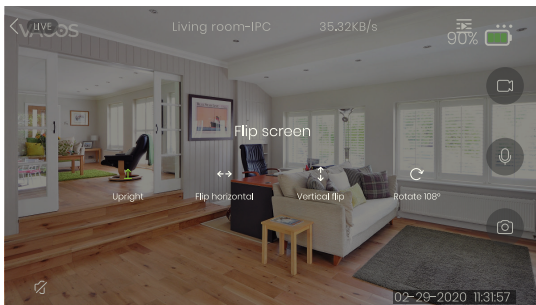 VACOS LIVE
Living room-IPC
35.32KB/s
90%
Flip screen
Upright
Flip horizontal
Vertical flip
Rotate 108°
02-29-2020 11:31:57